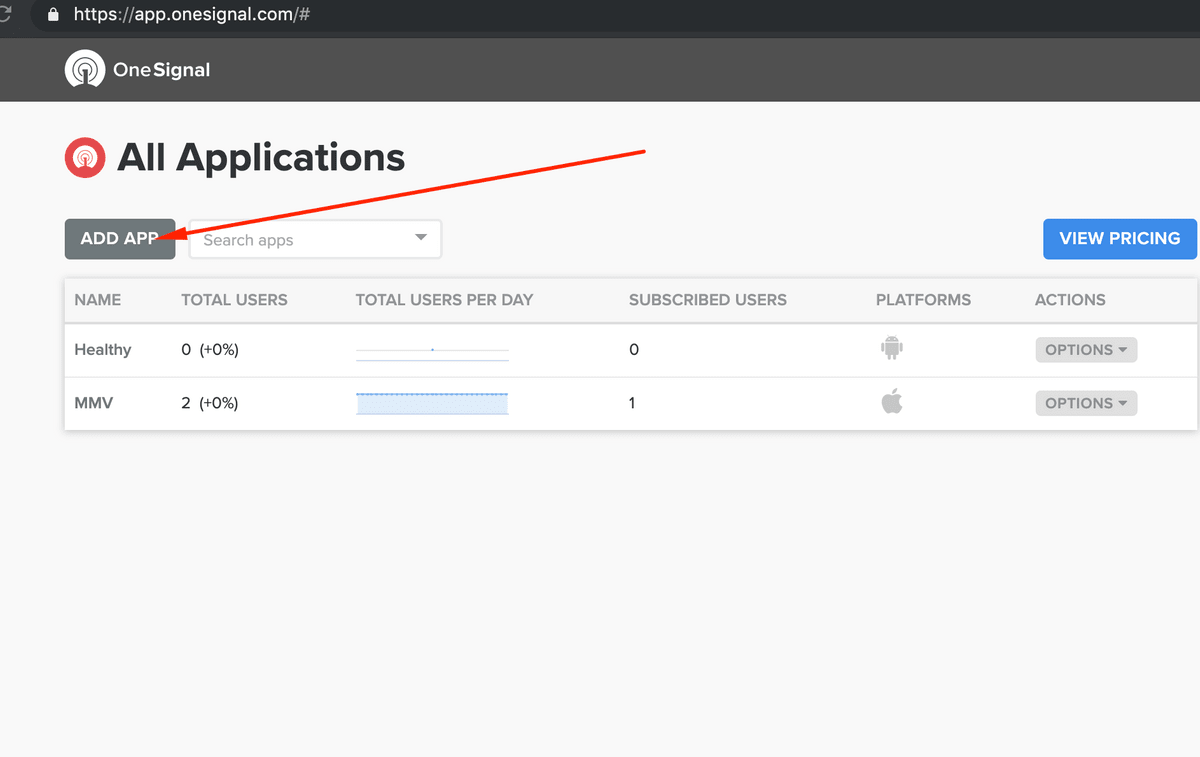 https://app.onesignal.com/#
OneSignal
All Applications
ADD APP
Search apps
VIEW PRICING
NAME TOTAL USERS TOTAL USERS PER DAY SUBSCRIBED USERS PLATFORMS ACTIONS
Healthy 0 (+0%) 0 OPTIONS
MMV 2 (+0%) 1 OPTIONS